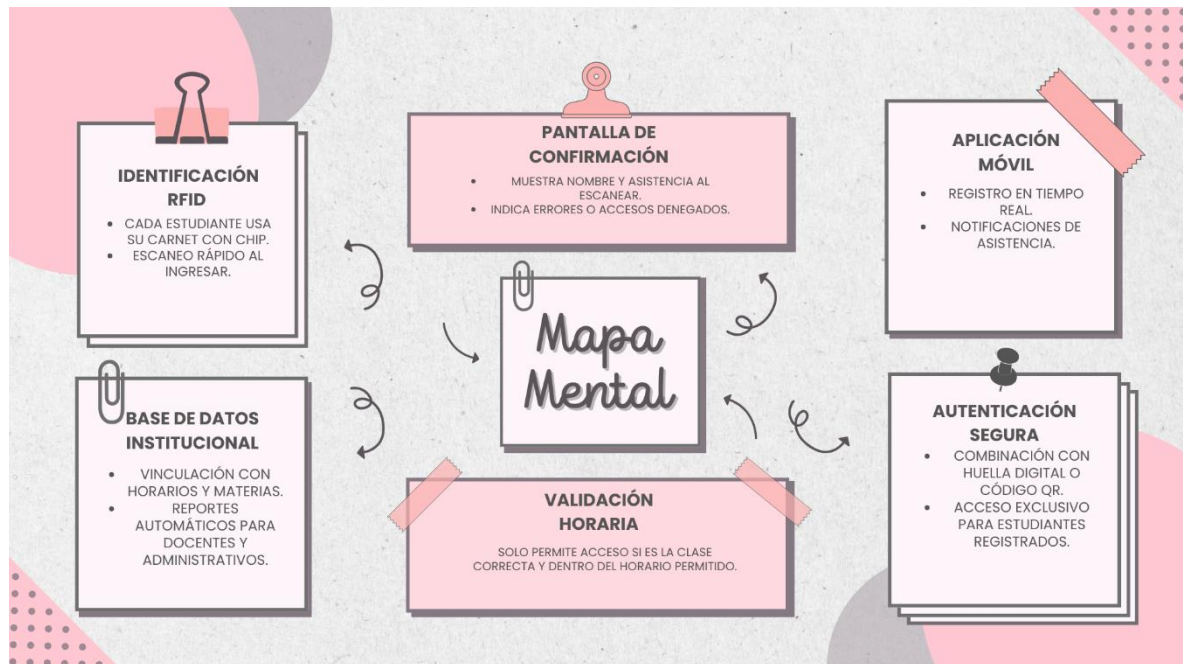 IDENTIFICACIÓN
RFID
• CADA ESTUDIANTE USA
SU CARNET CON CHIP.
• ESCANEO RÁPIDO AL
INGRESAR.
PANTALLA DE
CONFIRMACIÓN
• MUESTRA NOMBRE Y ASISTENCIA AL
ESCANEAR.
• INDICA ERRORES O ACCESOS DENEGADOS.
APLICACIÓN
MÓVIL
• REGISTRO EN TIEMPO
REAL.
• NOTIFICACIONES DE
ASISTENCIA.
Mapa
Mental
BASE DE DATOS
INSTITUCIONAL
• VINCULACIÓN CON
HORARIOS Y MATERIAS.
• REPORTES
AUTOMÁTICOS PARA
DOCENTES Y
ADMINISTRATIVOS.
VALIDACIÓN
HORARIA
SOLO PERMITE ACCESO SI ES LA CLASE
CORRECTA Y DENTRO DEL HORARIO PERMITIDO.
AUTENTICACIÓN
SEGURA
• COMBINACIÓN CON
HUELLA DIGITAL O
CÓDIGO QR.
• ACCESO EXCLUSIVO
PARA ESTUDIANTES
REGISTRADOS.